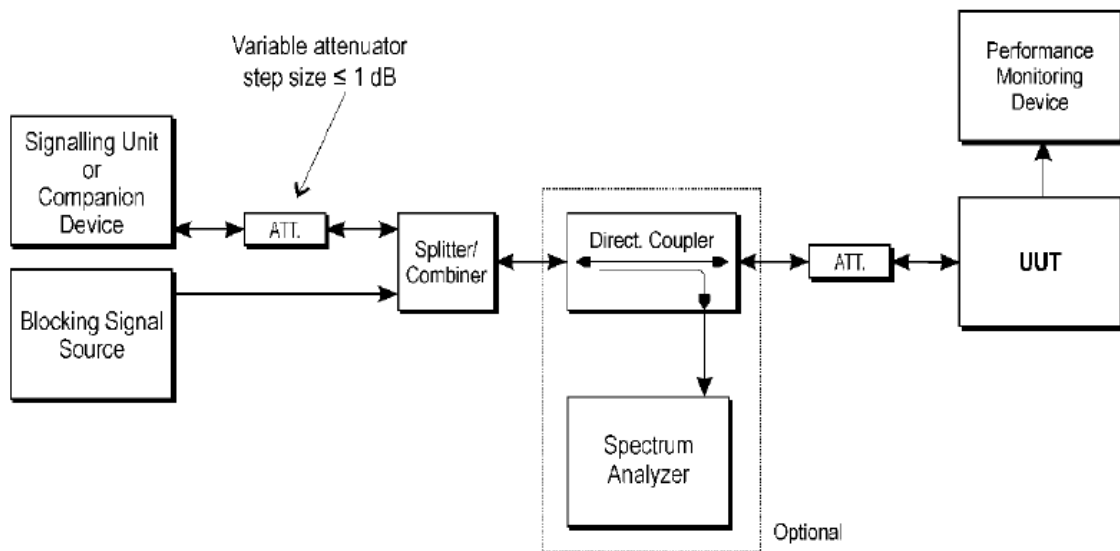 Variable attenuator
step size ≤ 1 dB
Performance
Monitoring
Device
Signalling Unit
or
Companion
Device
ATT.
Splitter/
Combiner
Direct. Coupler
ATT.
UUT
Blocking Signal
Source
Spectrum
Analyzer
Optional